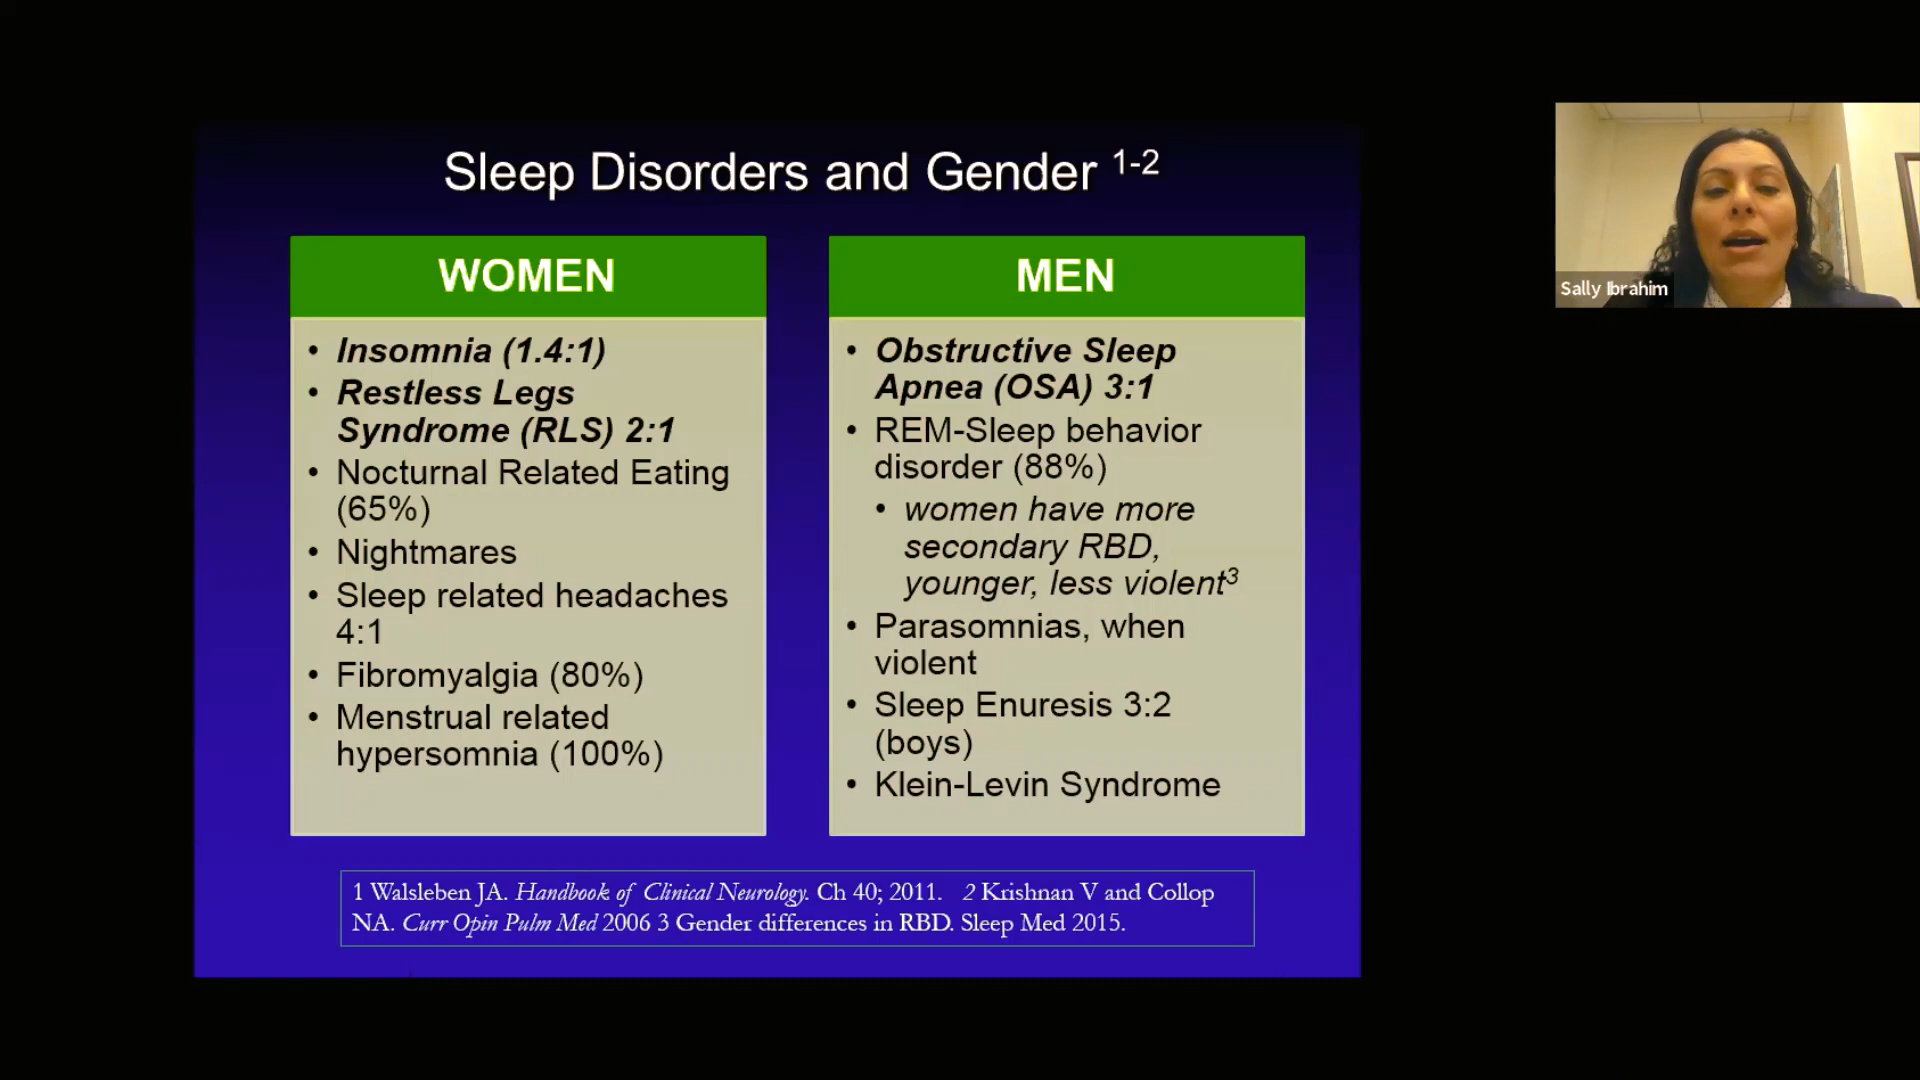 Sleep Disorders and Gender 1-2
WOMEN
• Insomnia (1.4:1)
• Restless Legs
Syndrome (RLS) 2:1
• Nocturnal Related Eating
(65%)
• Nightmares
• Sleep related headaches
4:1
• Fibromyalgia (80%)
• Menstrual related
hypersomnia (100%)
MEN
• Obstructive Sleep
Apnea (OSA) 3:1
• REM-Sleep behavior
disorder (88%)
• women have more
secondary RBD,
younger, less violent3
• Parasomnias, when
violent
• Sleep Enuresis 3:2
(boys)
• Klein-Levin Syndrome
1 Walsleben JA. Handbook of Clinical Neurology. Ch 40; 2011. 2 Krishnan V and Collop
NA. Curr Opin Pulm Med 2006 3 Gender differences in RBD. Sleep Med 2015.
Sally Ibrahim